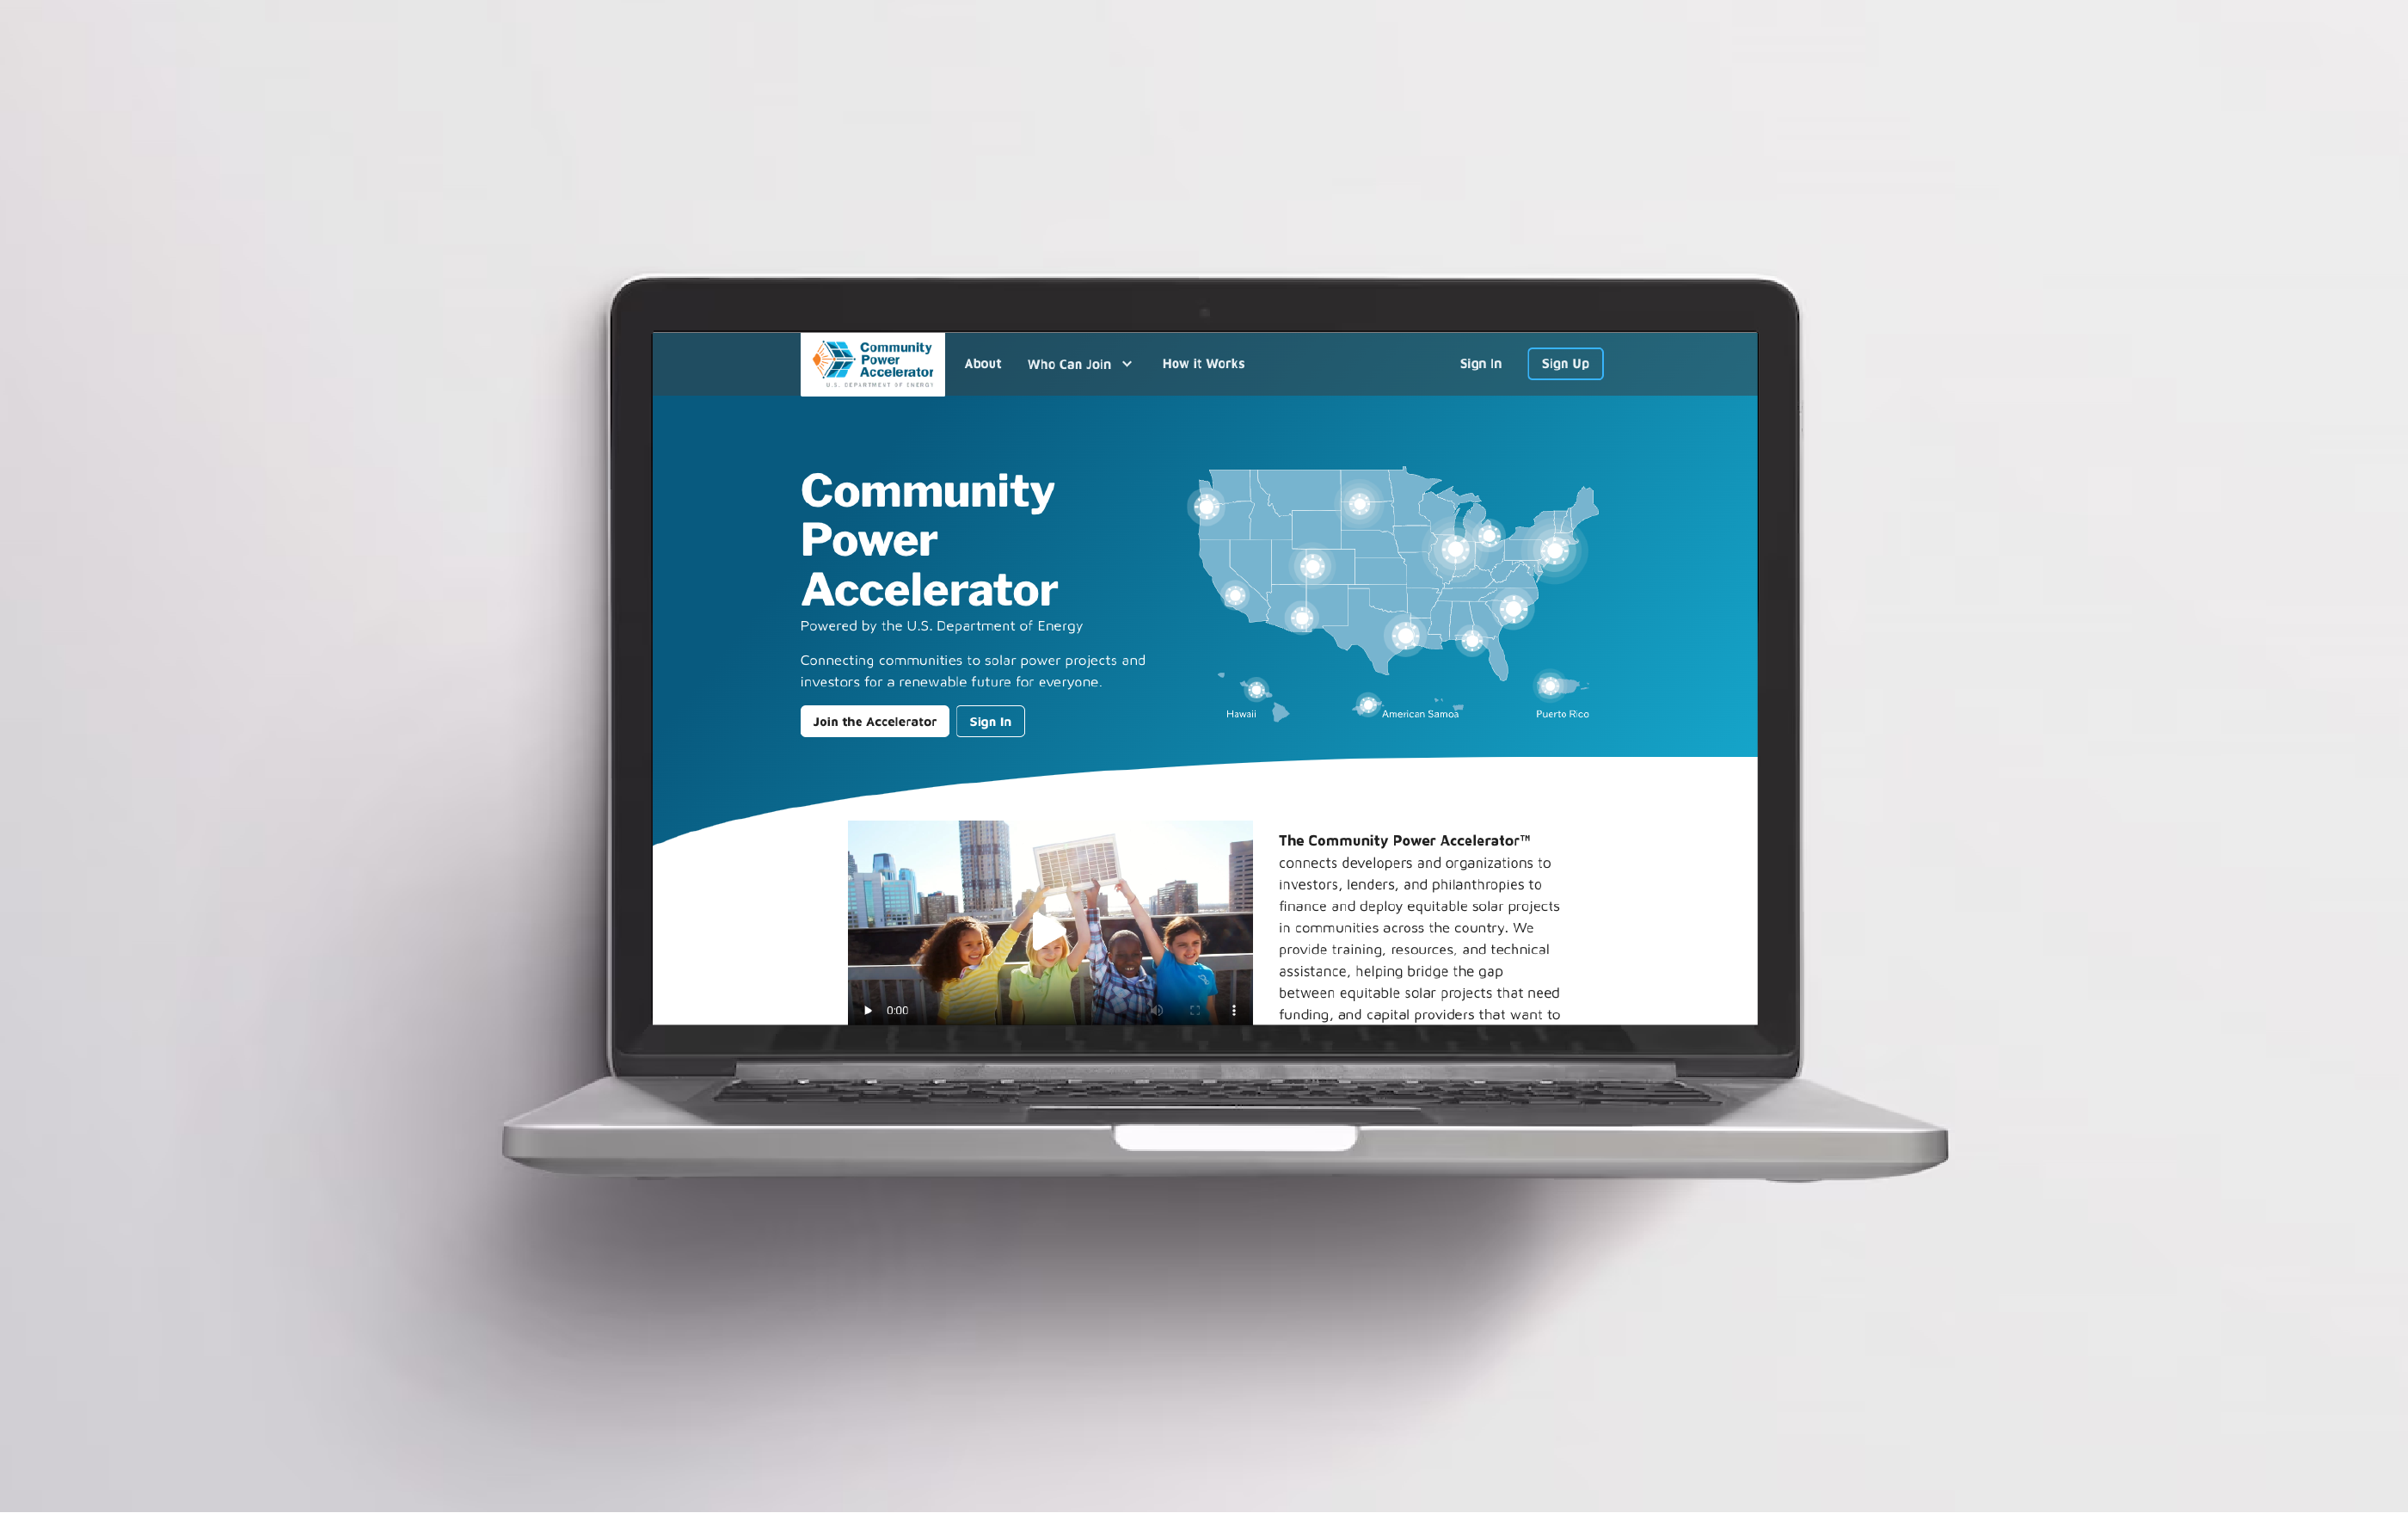 Community
Power
Accelerator
U.S. DEPARTMENT OF ENERGY
About
Who Can Join
How it Works
Sign In
Sign Up
Community
Power
Accelerator
Powered by the U.S. Department of Energy
Connecting communities to solar power projects and
investors for a renewable future for everyone.
Join the Accelerator
Sign In
Hawaii
American Samoa
Puerto Rico
0:00
The Community Power Accelerator™
connects developers and organizations to
investors, lenders, and philanthropies to
finance and deploy equitable solar projects
in communities across the country. We
provide training, resources, and technical
assistance, helping bridge the gap
between equitable solar projects that need
funding, and capital providers that want to